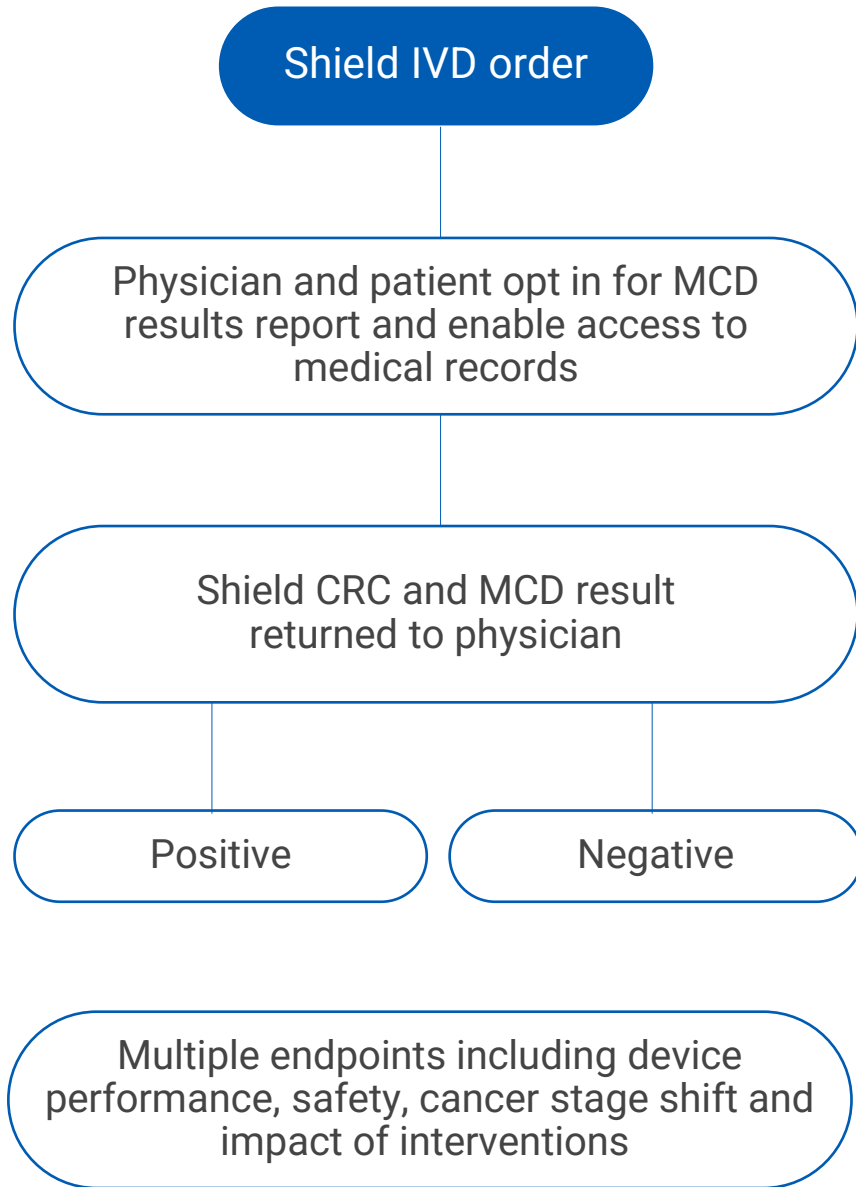 Shield IVD order
Physician and patient opt in for MCD
results report and enable access to
medical records
Shield CRC and MCD result
returned to physician
Positive
Negative
Multiple endpoints including device
performance, safety, cancer stage shift and
impact of interventions